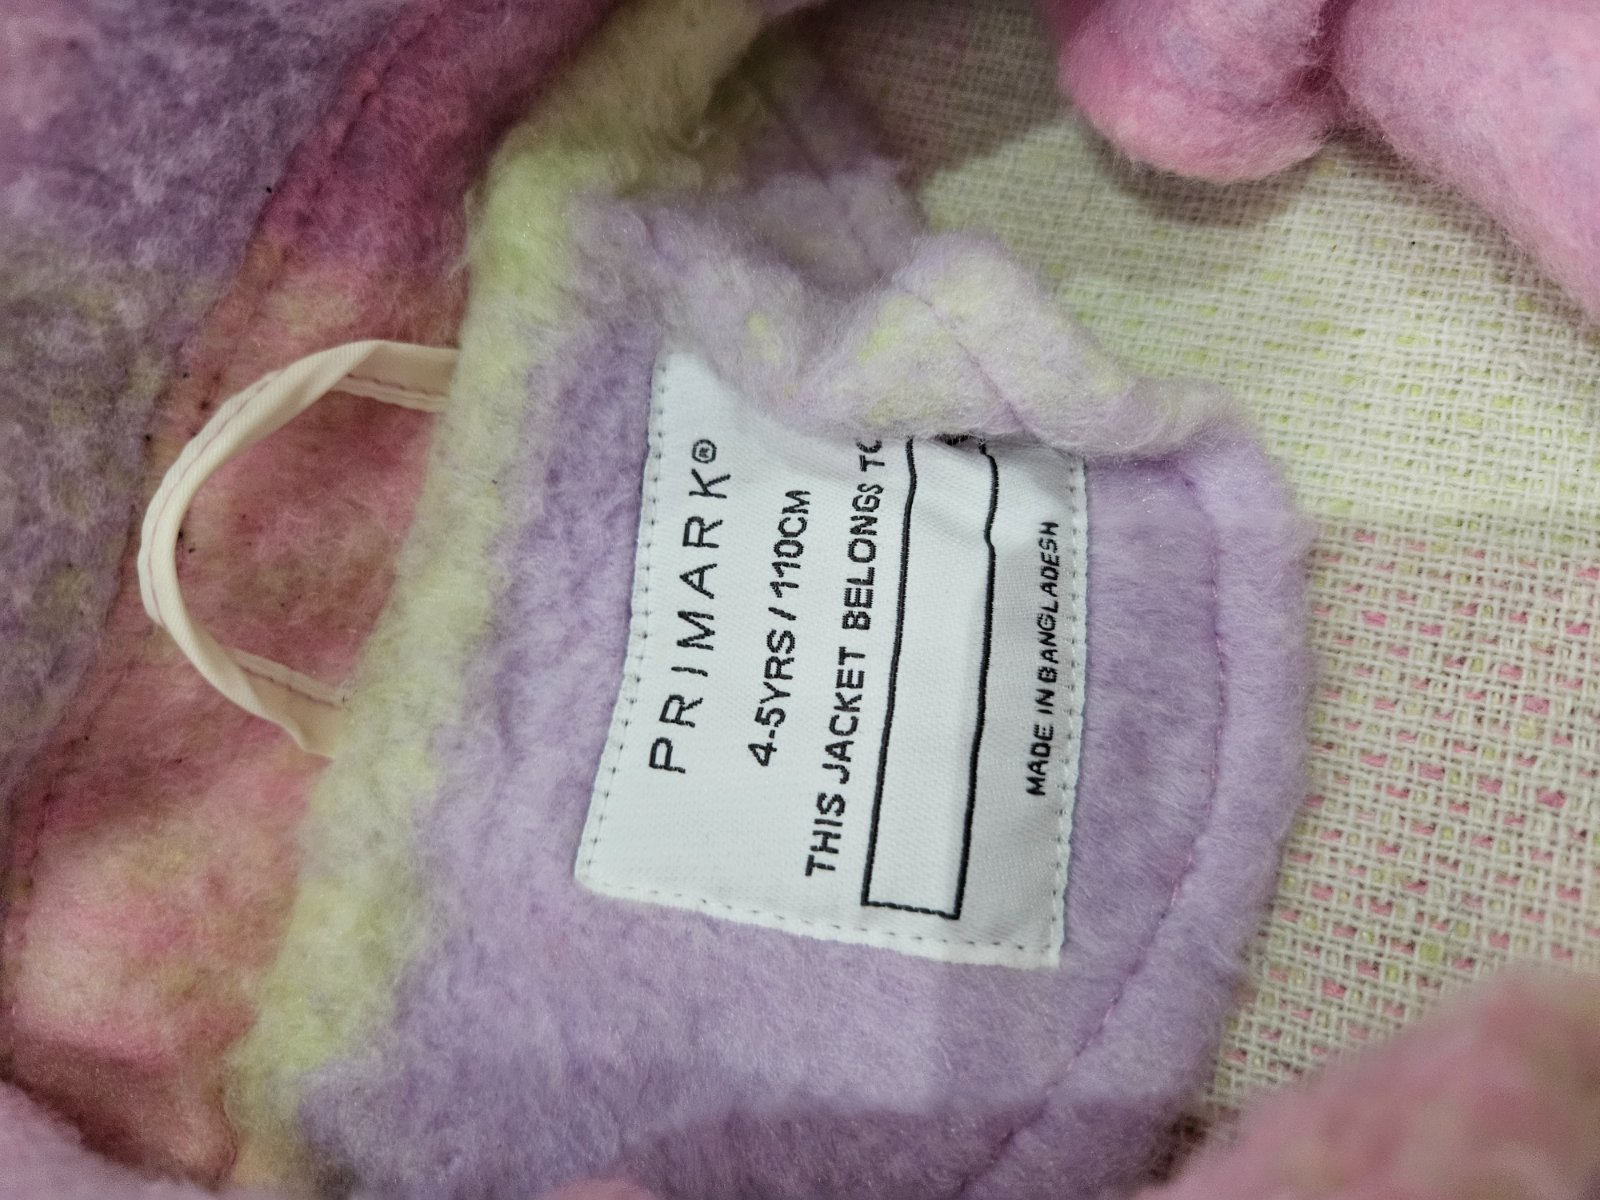 PRIMARK®
4-5YRS / 110CM
THIS JACKET BELONGS TO
MADE IN BANGLADESH